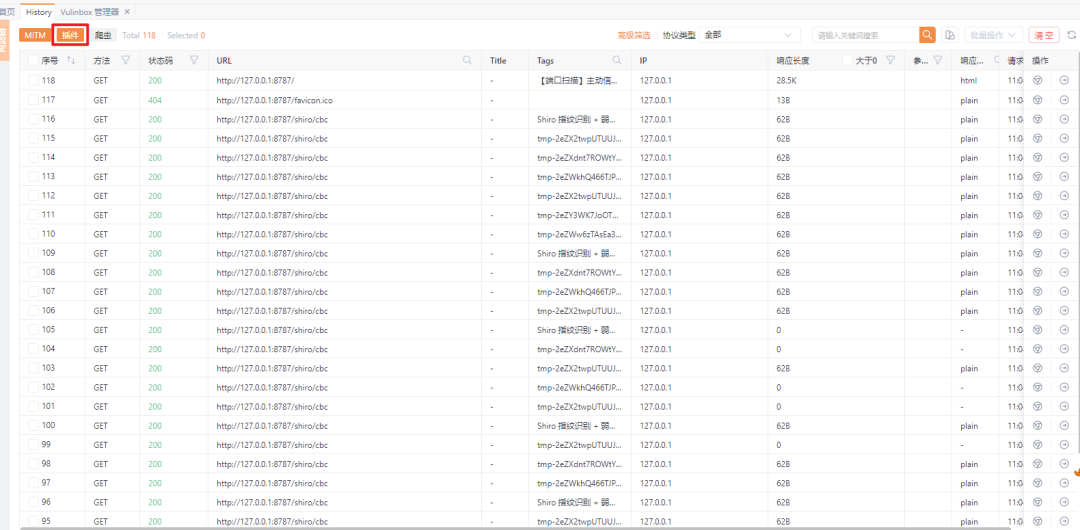 首页 History Vulinbox 管理器 ×
MITM 插件 爬虫 Total 118 Selected 0 高级筛选 协议类型 全部 请输入关键词搜索 批量操作 清空
序号 方法 状态码 URL Title Tags IP 响应长度 大于0 参... 响应... 请求 操作
118 GET 200 http://127.0.0.1:8787/ - 【端口扫描】主动信... 127.0.0.1 28.5K html 11:0
117 GET 404 http://127.0.0.1:8787/favicon.ico - 127.0.0.1 13B plain 11:0
116 GET 200 http://127.0.0.1:8787/shiro/cbc - Shiro 指纹识别 + 弱... 127.0.0.1 62B plain 11:0
115 GET 200 http://127.0.0.1:8787/shiro/cbc - tmp-2eZX2twpUTUUJ... 127.0.0.1 62B plain 11:0
114 GET 200 http://127.0.0.1:8787/shiro/cbc - tmp-2eZXdnt7ROWtY... 127.0.0.1 62B plain 11:0
113 GET 200 http://127.0.0.1:8787/shiro/cbc - tmp-2eZWkhQ466TJP... 127.0.0.1 62B plain 11:0
112 GET 200 http://127.0.0.1:8787/shiro/cbc - tmp-2eZX2twpUTUUJ... 127.0.0.1 62B plain 11:0
111 GET 200 http://127.0.0.1:8787/shiro/cbc - tmp-2eZY3WK7JoOT... 127.0.0.1 62B plain 11:0
110 GET 200 http://127.0.0.1:8787/shiro/cbc - tmp-2eZWw6zTAsEa3... 127.0.0.1 62B plain 11:0
109 GET 200 http://127.0.0.1:8787/shiro/cbc - Shiro 指纹识别 + 弱... 127.0.0.1 62B plain 11:0
108 GET 200 http://127.0.0.1:8787/shiro/cbc - tmp-2eZXdnt7ROWtY... 127.0.0.1 62B plain 11:0
107 GET 200 http://127.0.0.1:8787/shiro/cbc - tmp-2eZWkhQ466TJP... 127.0.0.1 62B plain 11:0
106 GET 200 http://127.0.0.1:8787/shiro/cbc - tmp-2eZX2twpUTUUJ... 127.0.0.1 62B plain 11:0
105 GET 200 http://127.0.0.1:8787/shiro/cbc - Shiro 指纹识别 + 弱... 127.0.0.1 0 - 11:0
104 GET 200 http://127.0.0.1:8787/shiro/cbc - tmp-2eZXdnt7ROWtY... 127.0.0.1 0 - 11:0
103 GET 200 http://127.0.0.1:8787/shiro/cbc - tmp-2eZX2twpUTUUJ... 127.0.0.1 62B plain 11:0
102 GET 200 http://127.0.0.1:8787/shiro/cbc - tmp-2eZWkhQ466TJP... 127.0.0.1 0 - 11:0
101 GET 200 http://127.0.0.1:8787/shiro/cbc - tmp-2eZX2twpUTUUJ... 127.0.0.1 0 - 11:0
100 GET 200 http://127.0.0.1:8787/shiro/cbc - Shiro 指纹识别 + 弱... 127.0.0.1 62B plain 11:0
99 GET 200 http://127.0.0.1:8787/shiro/cbc - tmp-2eZX2twpUTUUJ... 127.0.0.1 0 - 11:0
98 GET 200 http://127.0.0.1:8787/shiro/cbc - tmp-2eZXdnt7ROWtY... 127.0.0.1 62B plain 11:0
97 GET 200 http://127.0.0.1:8787/shiro/cbc - tmp-2eZWkhQ466TJP... 127.0.0.1 62B plain 11:0
96 GET 200 http://127.0.0.1:8787/shiro/cbc - Shiro 指纹识别 + 弱... 127.0.0.1 62B plain 11:0
95 GET 200 http://127.0.0.1:8787/shiro/cbc - tmp-2eZX2twpUTUUJ... 127.0.0.1 62B plain 11:0